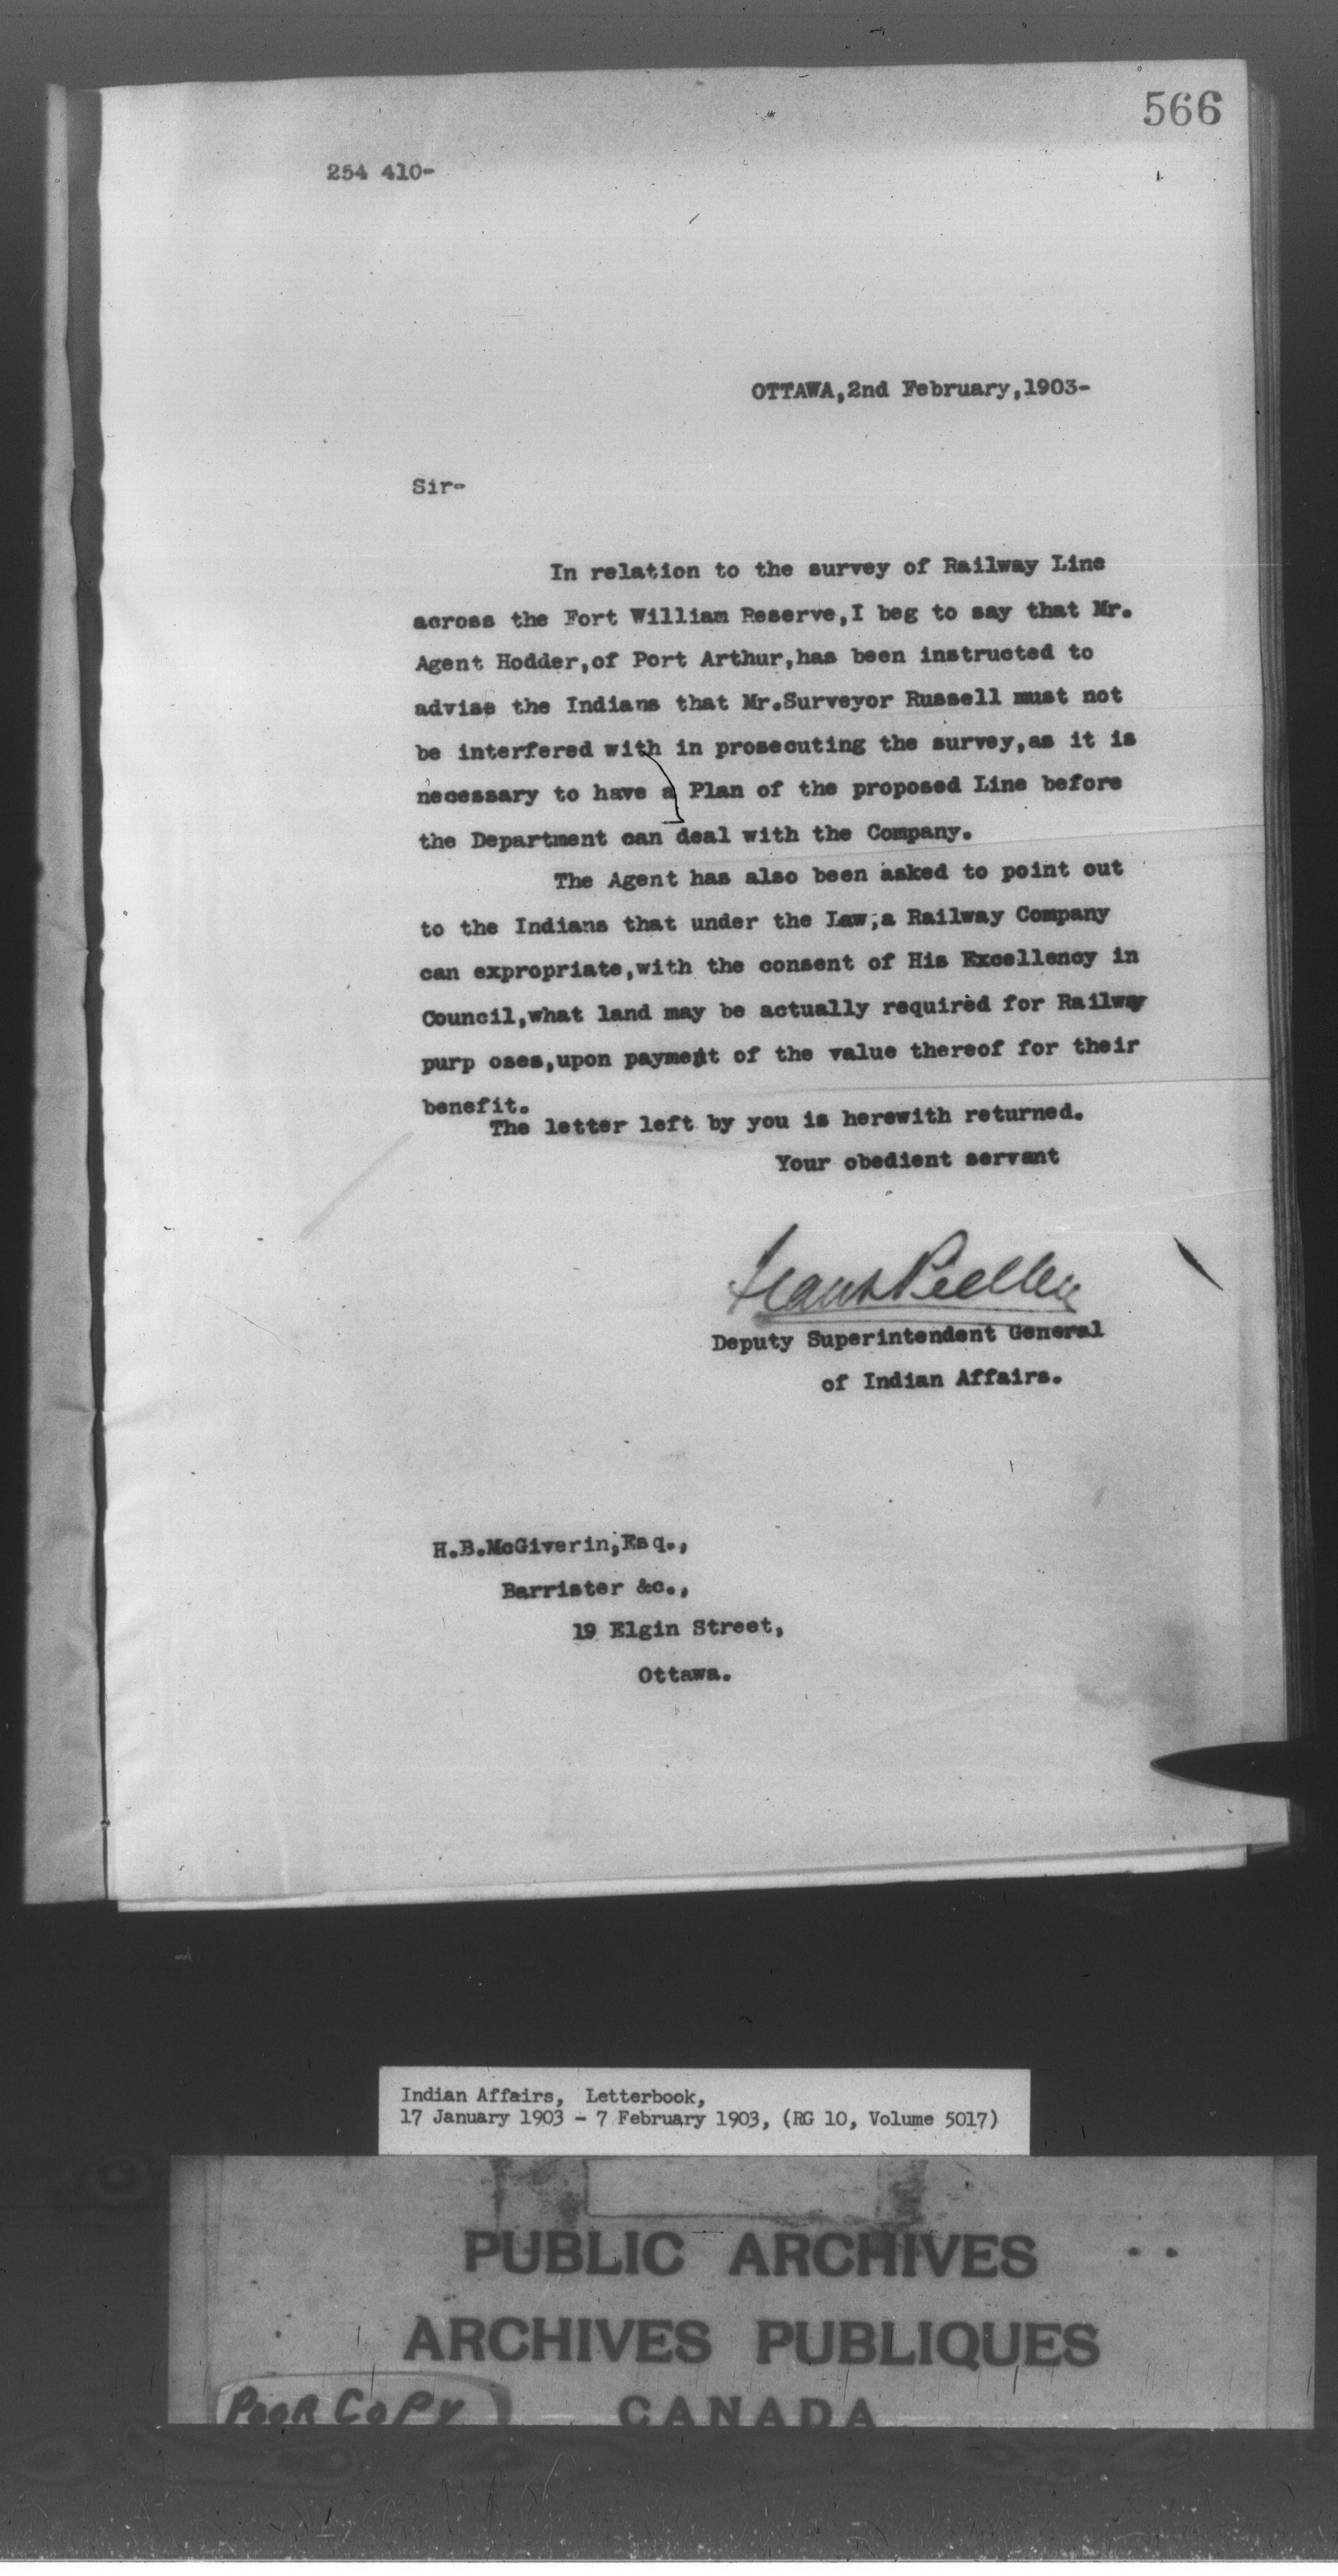 566
254 410-
OTTAWA,2nd February,1903-
Sir-
In relation to the survey of Railway Line
across the Fort William Reserve,I beg to say that Mr.
Agent Hodder,of Port Arthur,has been instructed to
advise the Indians that Mr.Surveyor Russell must not
be interfered with in prosecuting the survey,as it is
necessary to have a Plan of the proposed Line before
the Department can deal with the Company.
The Agent has also been asked to point out
to the Indians that under the Law,a Railway Company
can expropriate,with the consent of His Excellency in
Council,what land may be actually required for Railway
purp oses,upon payment of the value thereof for their
benefit.
The letter left by you is herewith returned.
Your obedient servant
Frank Pedley
Deputy Superintendent General
of Indian Affairs.
H.B.McGiverin,Esq.,
Barrister &c.,
19 Elgin Street,
Ottawa.
Indian Affairs, Letterbook,
17 January 1903 - 7 February 1903, (RG 10, Volume 5017)
PUBLIC ARCHIVES
ARCHIVES PUBLIQUES
POOR COPY
CANADA